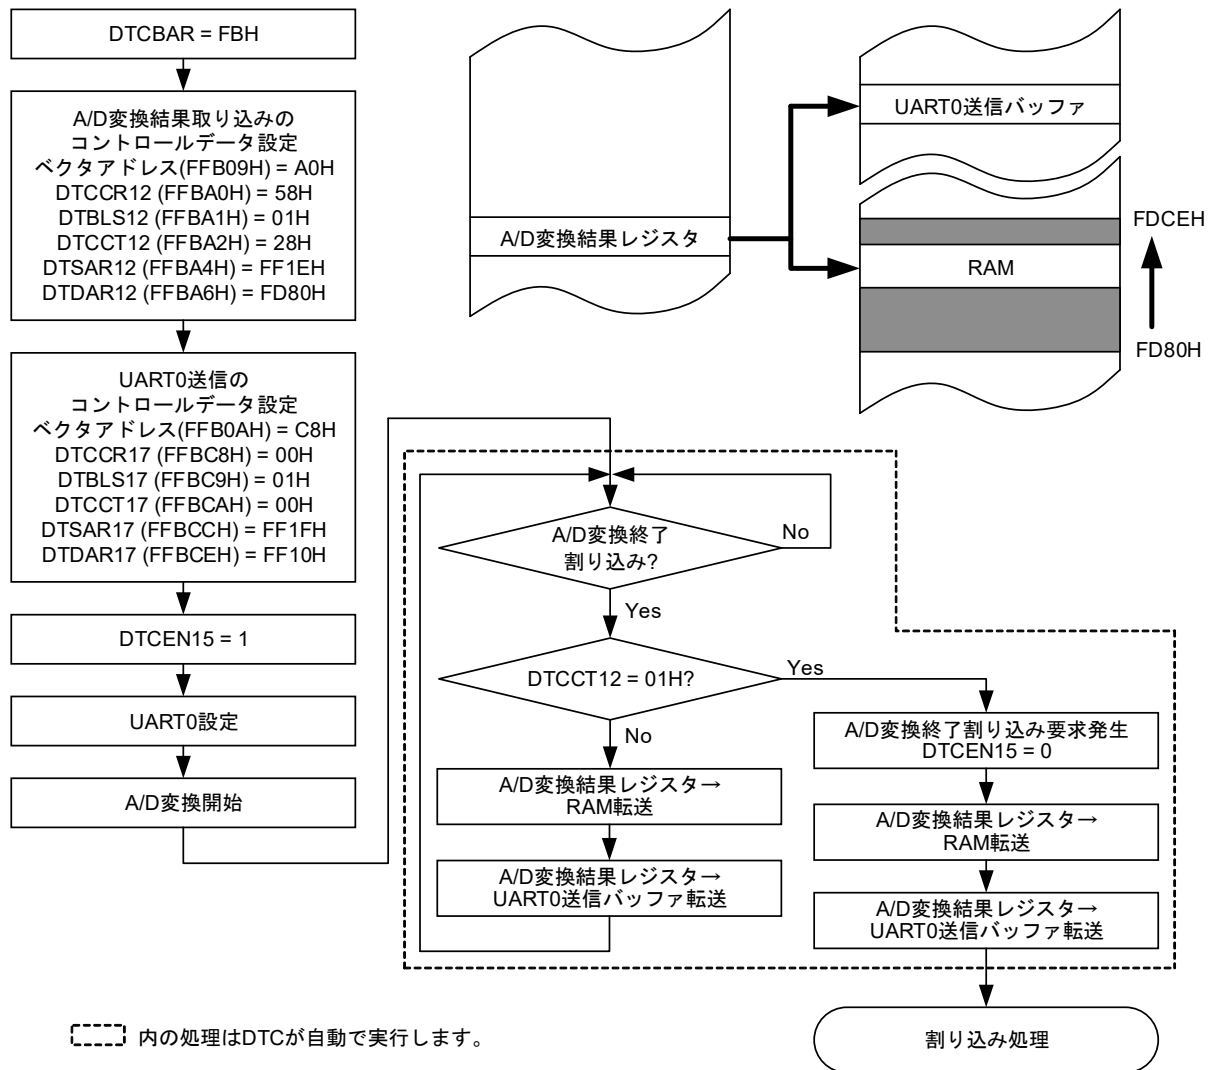 DTCBAR = FBH
A/D変換結果取り込みの
コントロールデータ設定
ベクタアドレス(FFB09H) = A0H
DTCCR12 (FFBA0H) = 58H
DTBLS12 (FFBA1H) = 01H
DTCCT12 (FFBA2H) = 28H
DTSAR12 (FFBA4H) = FF1EH
DTDAR12 (FFBA6H) = FD80H
UART0送信の
コントロールデータ設定
ベクタアドレス(FFB0AH) = C8H
DTCCR17 (FFBC8H) = 00H
DTBLS17 (FFBC9H) = 01H
DTCCT17 (FFBCAH) = 00H
DTSAR17 (FFBCCH) = FF1FH
DTDAR17 (FFBCEH) = FF10H
DTCEN15 = 1
UART0設定
A/D変換開始
A/D変換結果レジスタ
UART0送信バッファ
RAM
FDCEH
FD80H
A/D変換終了
割り込み?
No
Yes
DTCCT12 = 01H?
Yes
No
A/D変換結果レジスタ→
RAM転送
A/D変換結果レジスタ→
UART0送信バッファ転送
A/D変換終了割り込み要求発生
DTCEN15 = 0
A/D変換結果レジスタ→
RAM転送
A/D変換結果レジスタ→
UART0送信バッファ転送
割り込み処理
内の処理はDTCが自動で実行します。